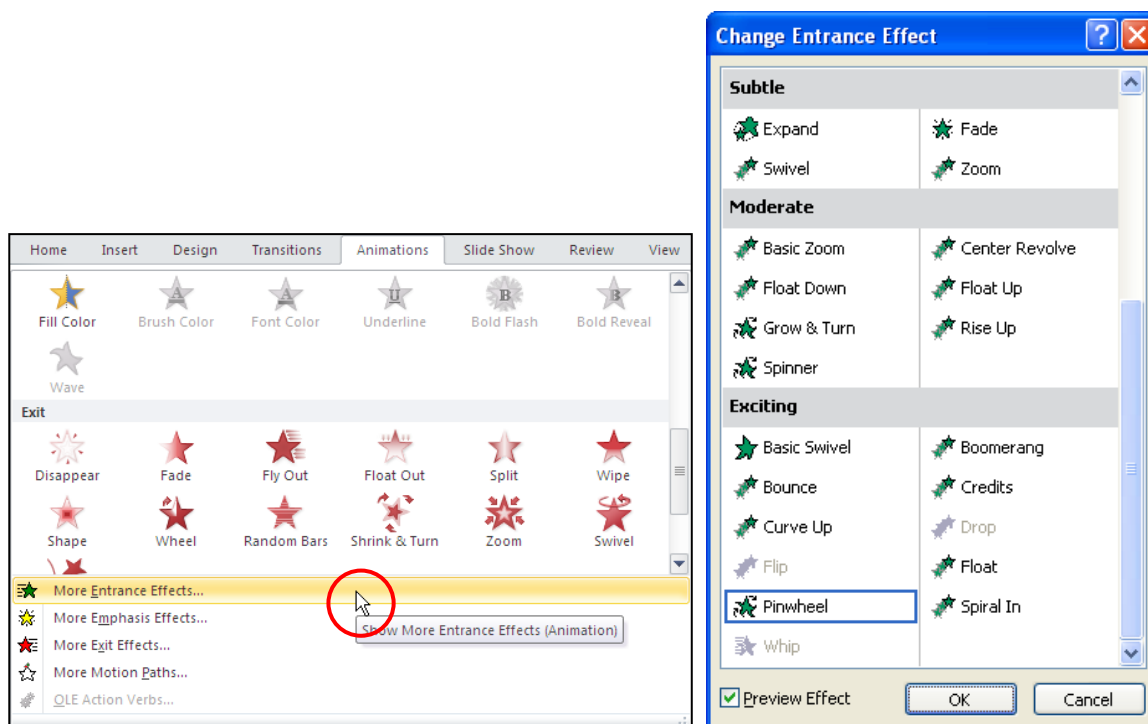 Home Insert Design Transitions Animations Slide Show Review View
Fill Color Brush Color Font Color Underline Bold Flash Bold Reveal
Wave
Exit
Disappear Fade Fly Out Float Out Split Wipe
Shape Wheel Random Bars Shrink & Turn Zoom Swivel
More Entrance Effects...
More Emphasis Effects...
Show More Entrance Effects (Animation)
More Exit Effects...
More Motion Paths...
OLE Action Verbs...
Change Entrance Effect
Subtle
Expand Fade
Swivel Zoom
Moderate
Basic Zoom Center Revolve
Float Down Float Up
Grow & Turn Rise Up
Spinner
Exciting
Basic Swivel Boomerang
Bounce Credits
Curve Up Drop
Flip Float
Pinwheel Spiral In
Whip
Preview Effect OK Cancel